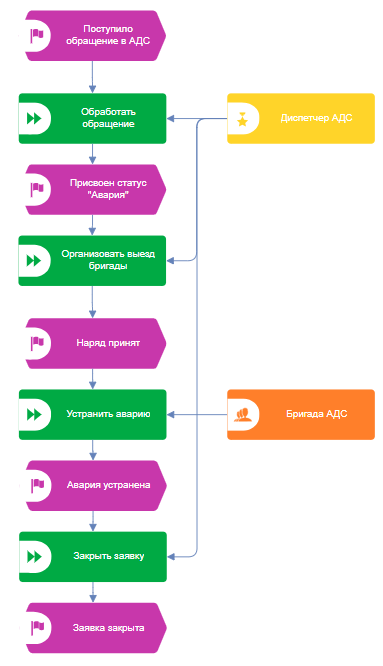 Поступило
обращение в АДС
Обработать
обращение
Диспетчер АДС
Присвоен статус
"Авария"
Организовать выезд
бригады
Наряд принят
Устранить аварию
Бригада АДС
Авария устранена
Закрыть заявку
Заявка закрыта